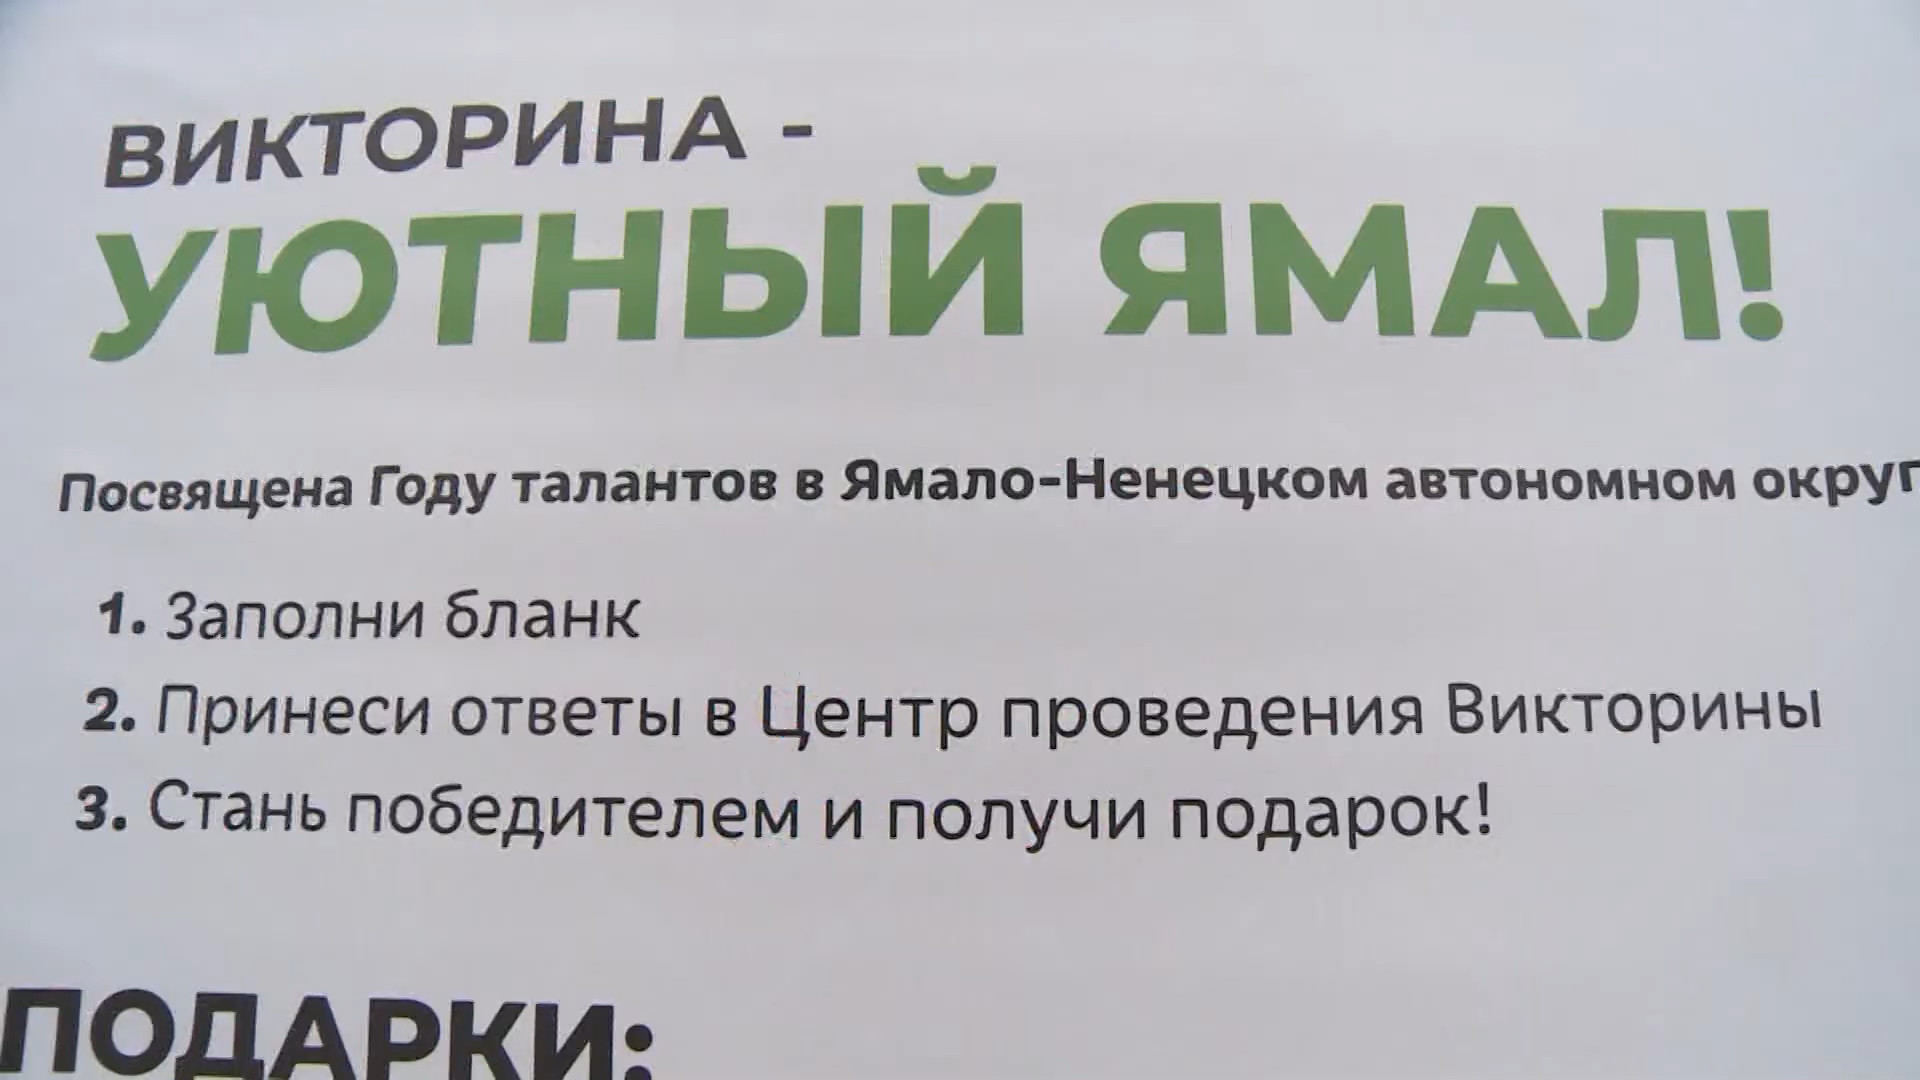 ВИКТОРИНА -
УЮТНЫЙ ЯМАЛ!
Посвящена Году талантов в Ямало-Ненецком автономном округ
1. Заполни бланк
2. Принеси ответы в Центр проведения Викторины
3. Стань победителем и получи подарок!
ПОДАРКИ: